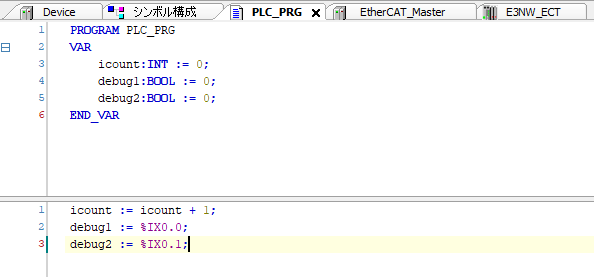 Device シンボル構成 PLC_PRG EtherCAT_Master E3NW_ECT
1 PROGRAM PLC_PRG
2 VAR
3 icount:INT := 0;
4 debug1:BOOL := 0;
5 debug2:BOOL := 0;
6 END_VAR
1 icount := icount + 1;
2 debug1 := %IX0.0;
3 debug2 := %IX0.1;